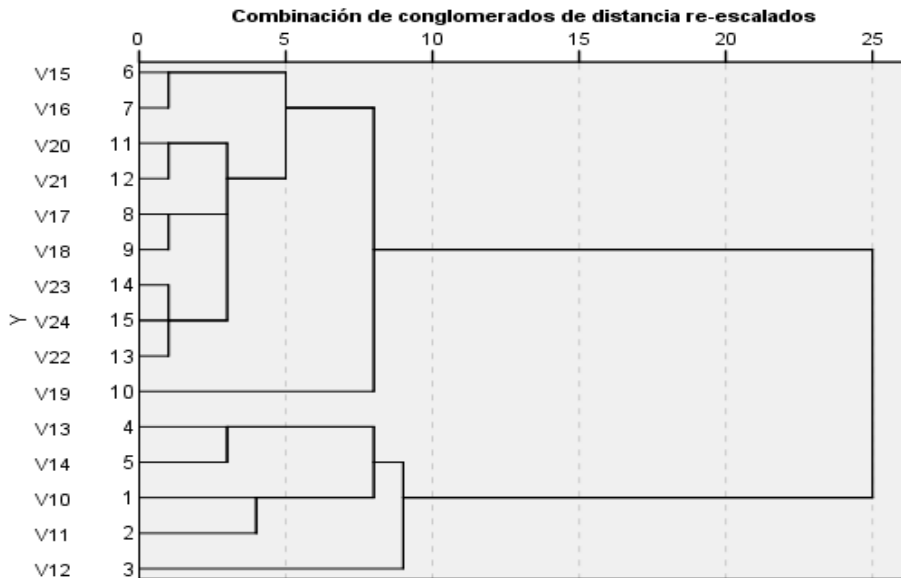 Combinación de conglomerados de distancia re-escalados
0 5 10 15 20 25
V15 6
V16 7
V20 11
V21 12
V17 8
V18 9
V23 14
Y V24 15
V22 13
V19 10
V13 4
V14 5
V10 1
V11 2
V12 3